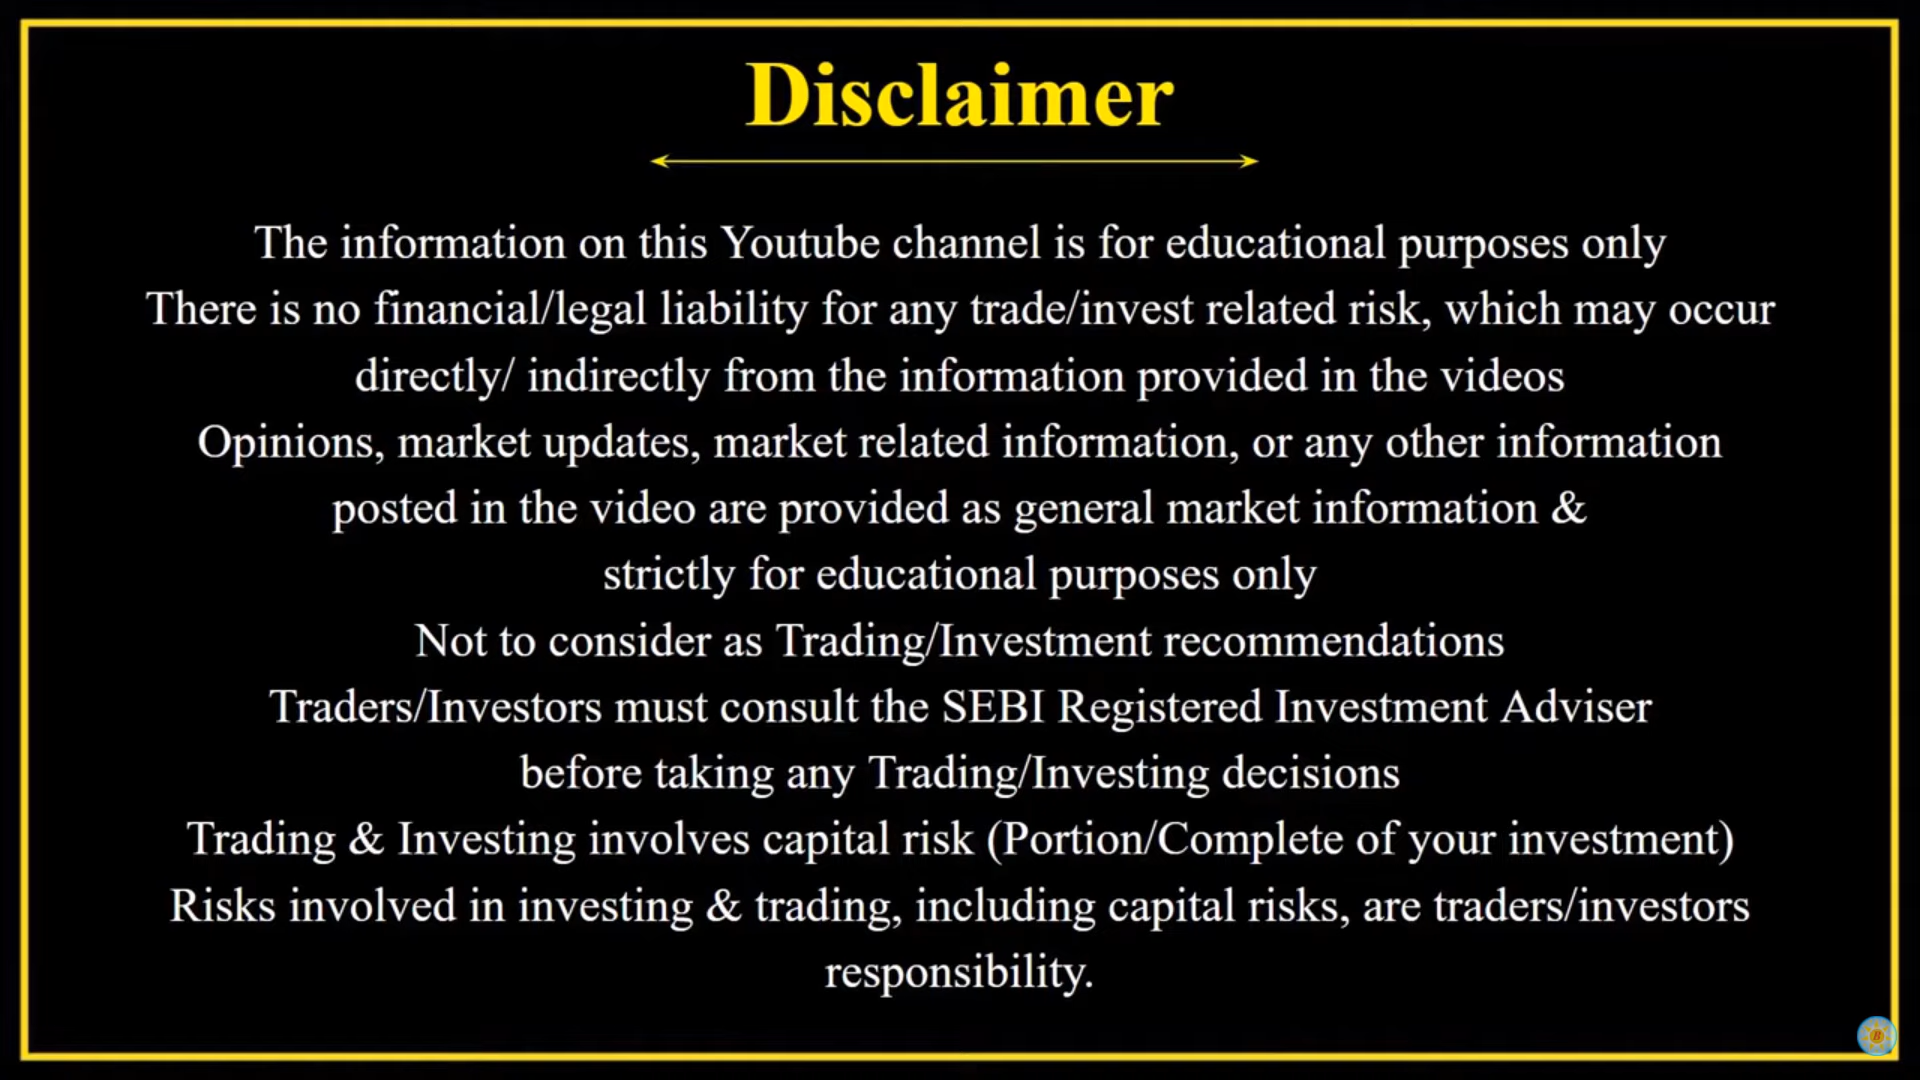 Disclaimer
The information on this Youtube channel is for educational purposes only
There is no financial/legal liability for any trade/invest related risk, which may occur
directly/ indirectly from the information provided in the videos
Opinions, market updates, market related information, or any other information
posted in the video are provided as general market information &
strictly for educational purposes only
Not to consider as Trading/Investment recommendations
Traders/Investors must consult the SEBI Registered Investment Adviser
before taking any Trading/Investing decisions
Trading & Investing involves capital risk (Portion/Complete of your investment)
Risks involved in investing & trading, including capital risks, are traders/investors
responsibility.